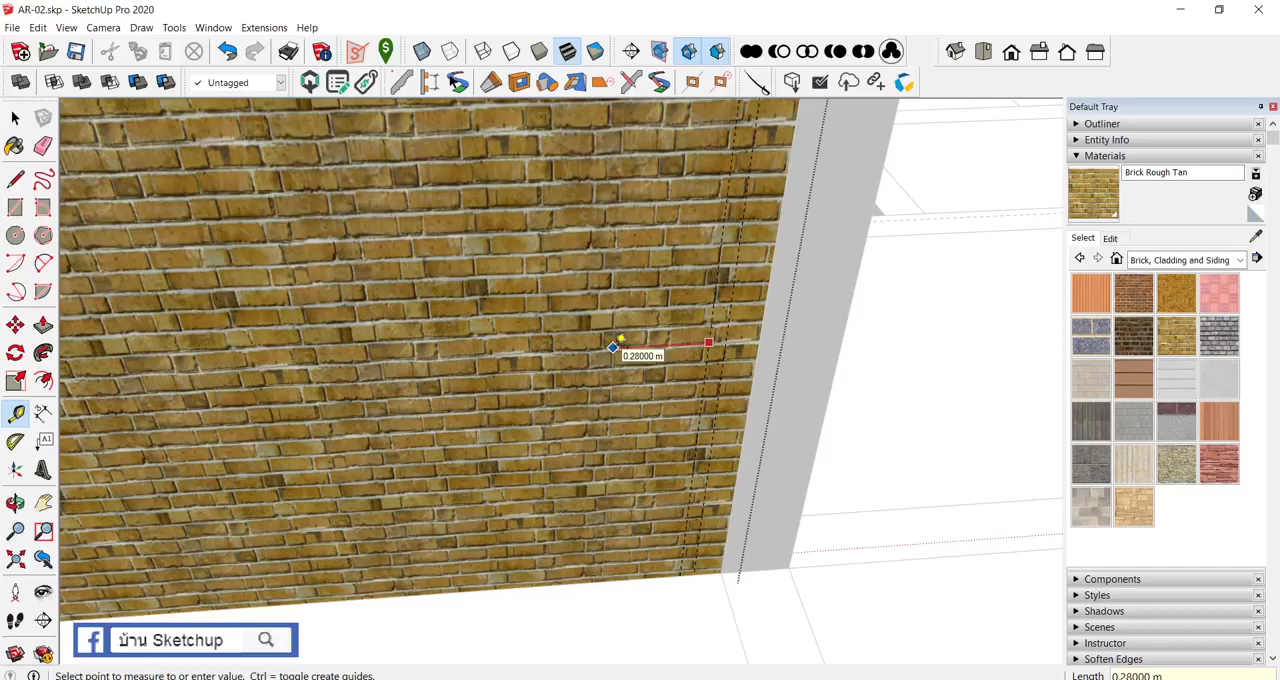 AR-02.skp - SketchUp Pro 2020
File Edit View Camera Draw Tools Window Extensions Help
Untagged
Default Tray
Outliner
Entity Info
Materials
Brick Rough Tan
Select Edit
Brick, Cladding and Siding
0.28000 m
A1
Components
Styles
Shadows
Scenes
Instructor
Soften Edges
บ้าน Sketchup
Select point to measure to or enter value. Ctrl = toggle create guides.
Length 0.28000 m